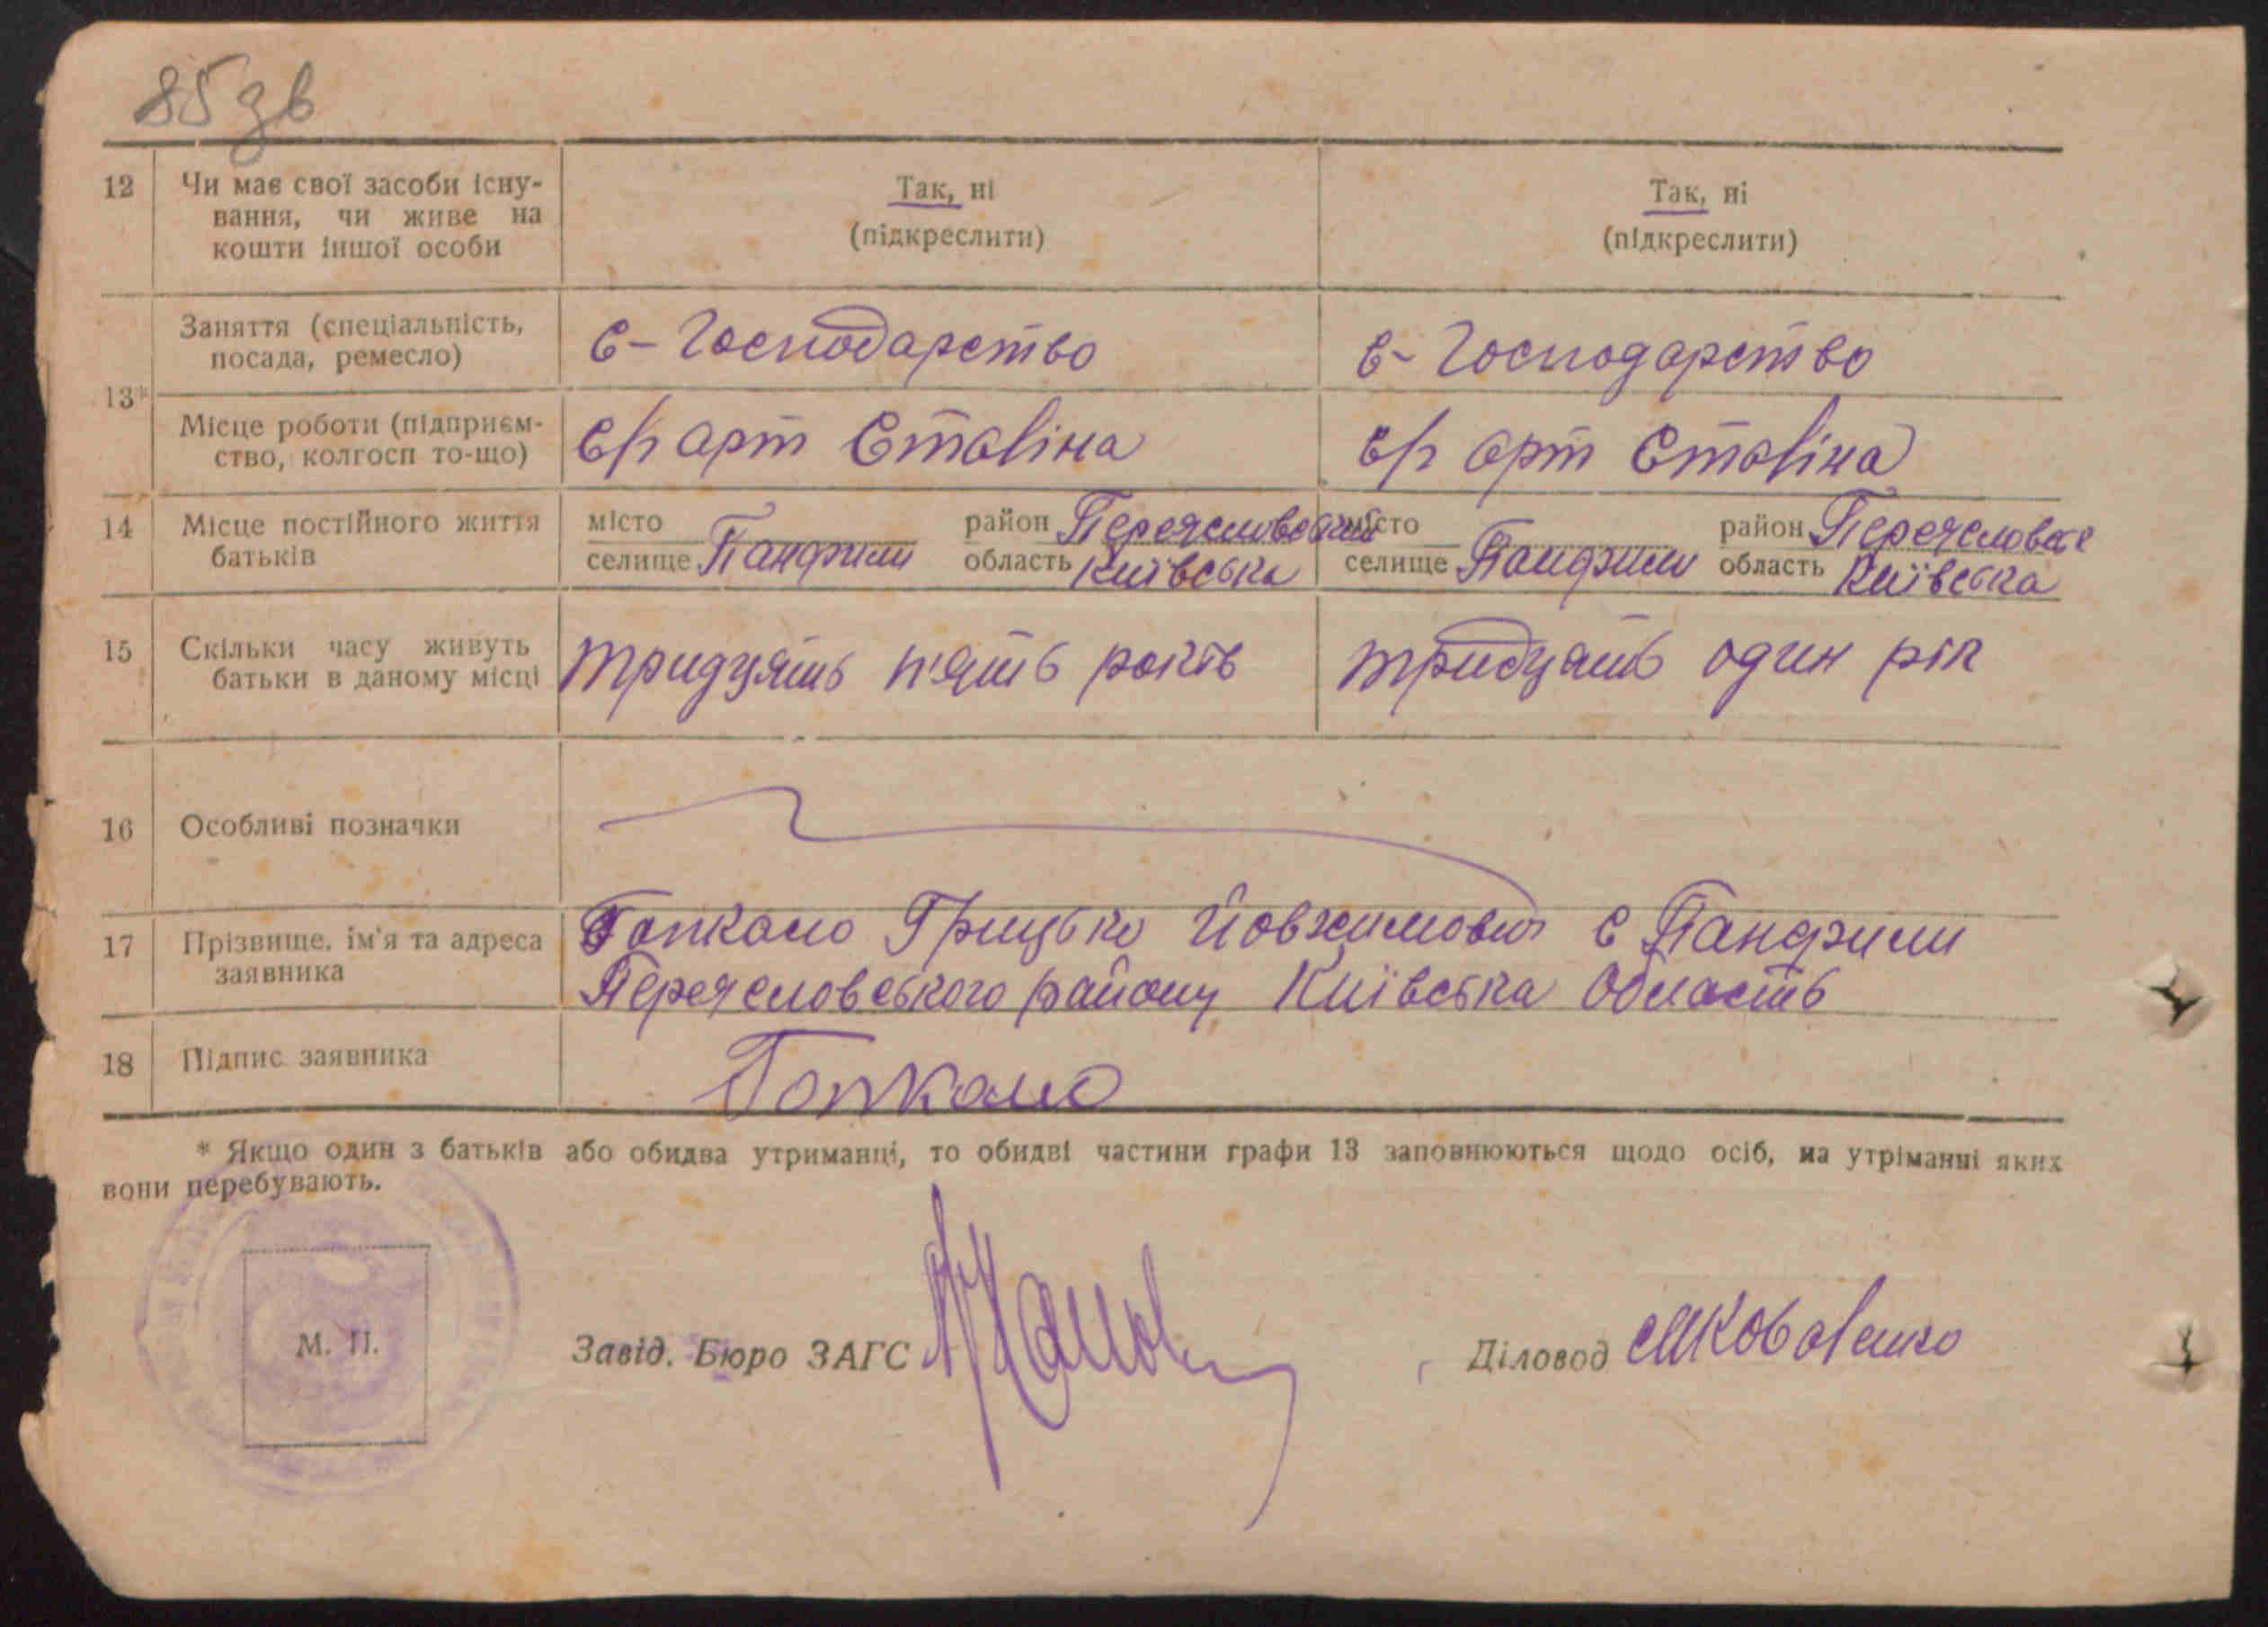 85 зв
12 Чи має свої засоби існу- Так, ні Так, ні
вання, чи живе на (підкреслити) (підкреслити)
кошти іншої особи
13* Заняття (спеціальність, с-Господарство с-Господарство
посада, ремесло)
Місце роботи (підприєм- с/г арт Сталіна с/г арт Сталіна
ство, колгосп то-що)
14 Місце постійного життя місто район місто район
батьків селище область Київська селище область Київська
15 Скільки часу живуть тридцять п'ять років тридцять один рік
батьки в даному місці
16 Особливі позначки
17 Прізвище, ім'я та адреса Грицько с
заявника району Київська область
18 Підпис заявника
* Якщо один з батьків або обидва утриманці, то обидві частини графи 13 заповнюються щодо осіб, на утріманні яких
вони перебувають.
М. П.
Завід. Бюро ЗАГС
Діловод